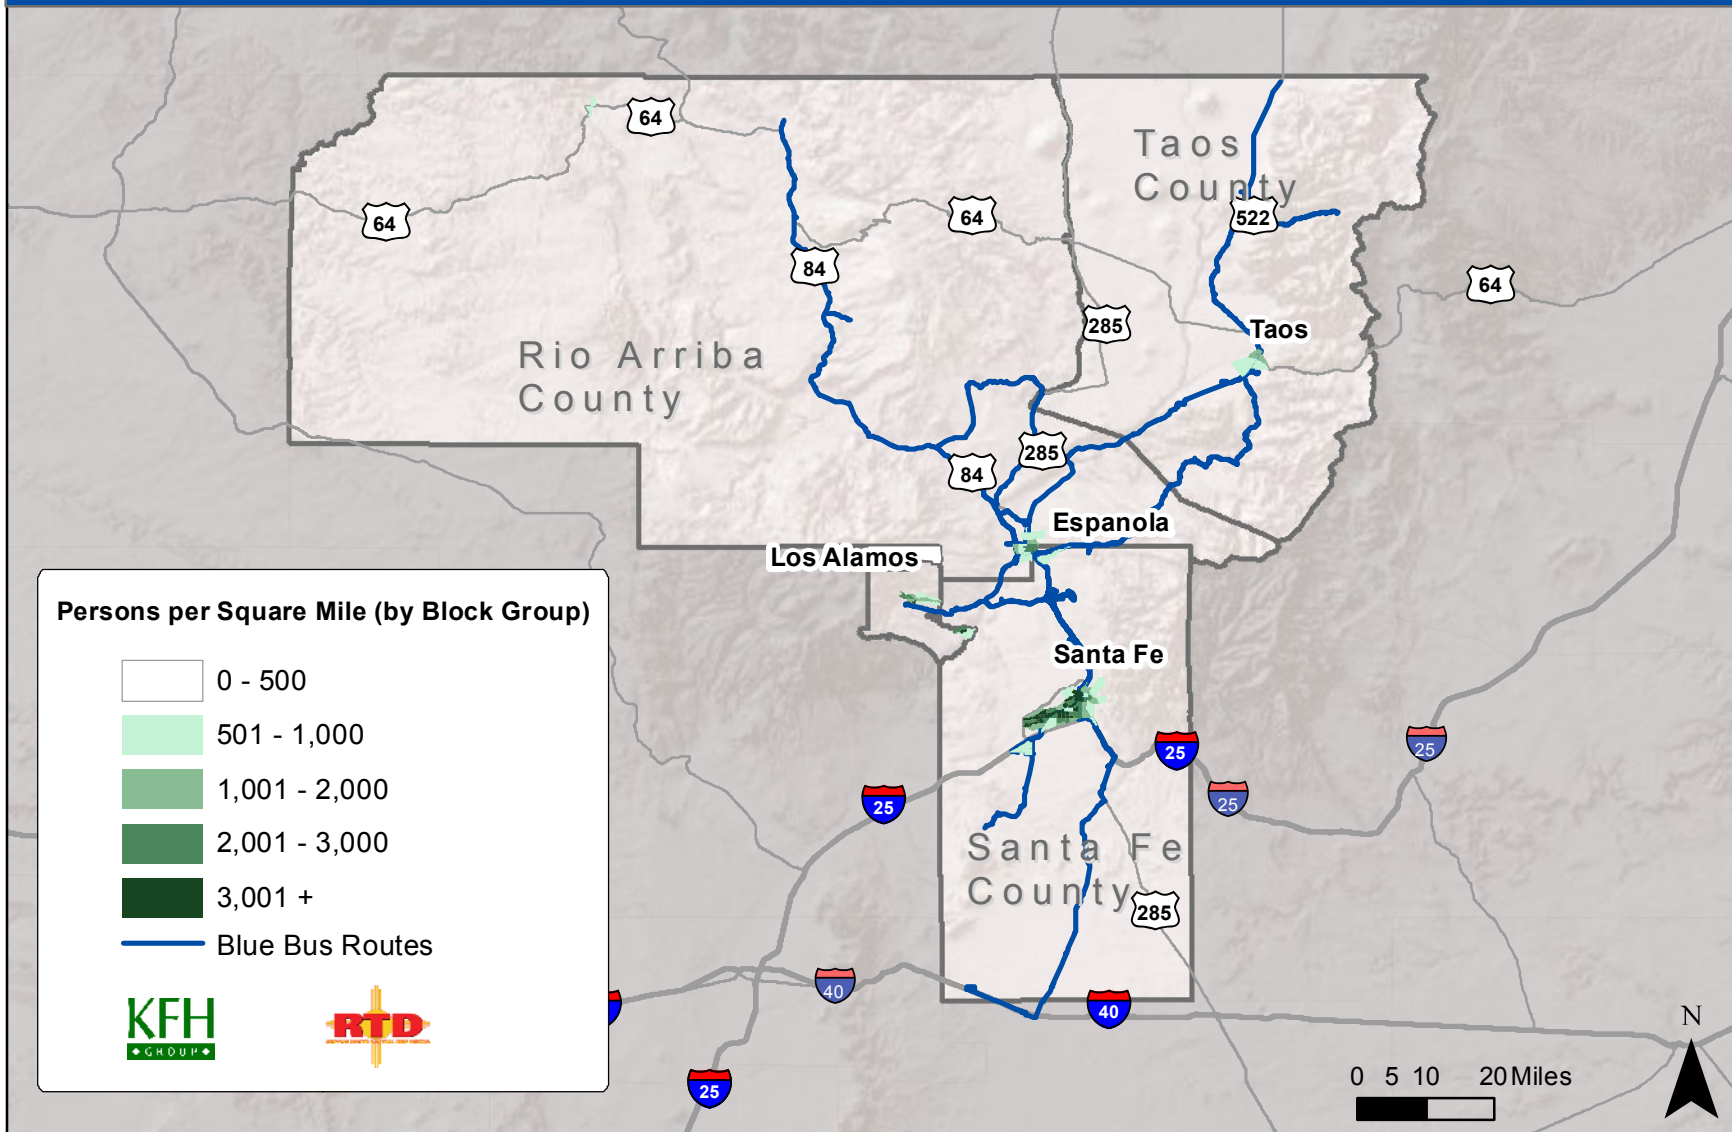 64
Taos
County
64
64
522
84
64
285
Taos
Rio Arriba
County
285
84
Espanola
Los Alamos
Persons per Square Mile (by Block Group)
Santa Fe
0 - 500
501 - 1,000
25
25
1,001 - 2,000
25
25
2,001 - 3,000
Santa Fe
County
3,001 +
285
Blue Bus Routes
40
40
KFH
GROUP
RTD
N
25
0 5 10 20 Miles